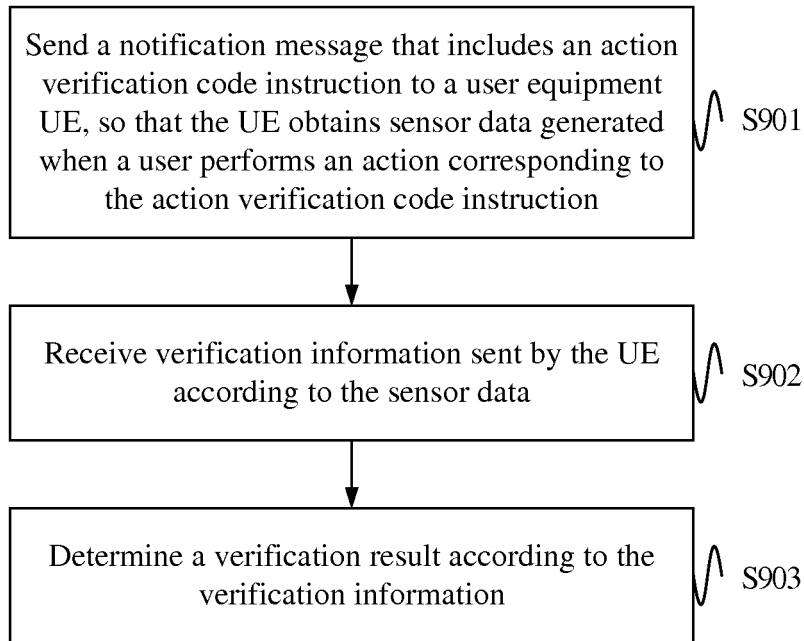 Send a notification message that includes an action
verification code instruction to a user equipment
UE, so that the UE obtains sensor data generated
when a user performs an action corresponding to
the action verification code instruction
S901
Receive verification information sent by the UE
according to the sensor data
S902
Determine a verification result according to the
verification information
S903